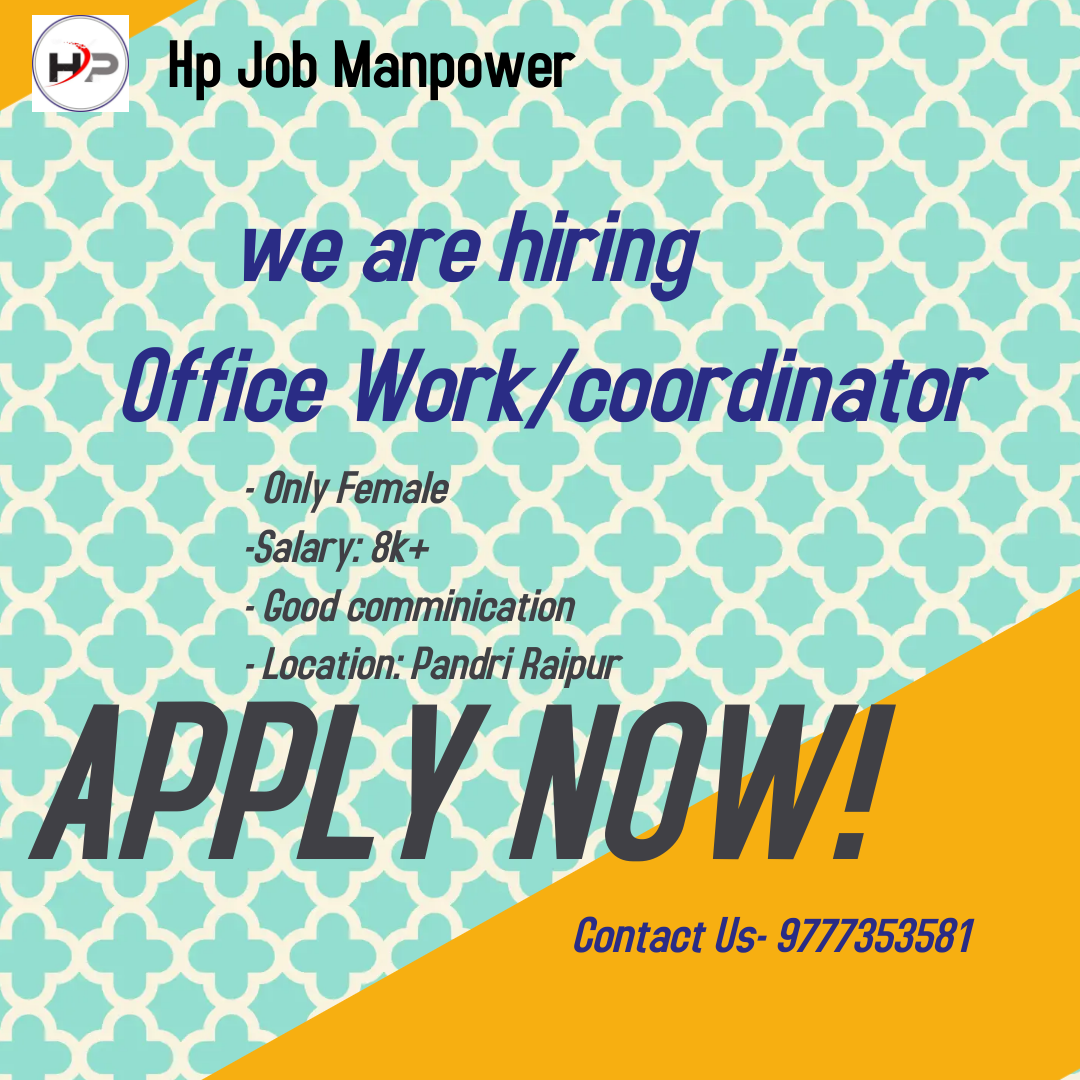 HP
Hp Job Manpower
we are hiring
Office Work/coordinator
- Only Female
-Salary: 8k+
- Good comminication
- Location: Pandri Raipur
APPLY NOW!
Contact Us- 9777353581